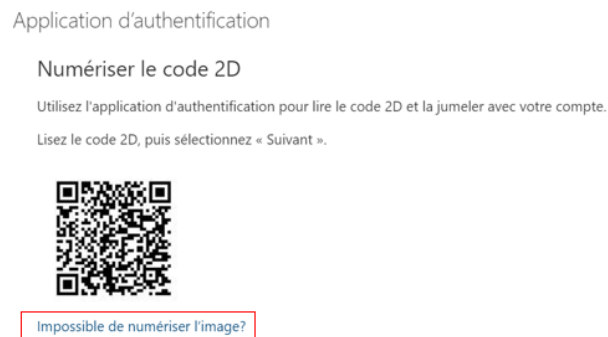 Application d’authentification
Numériser le code 2D
Utilisez l'application d'authentification pour lire le code 2D et la jumeler avec votre compte.
Lisez le code 2D, puis sélectionnez « Suivant ».
Impossible de numériser l’image?